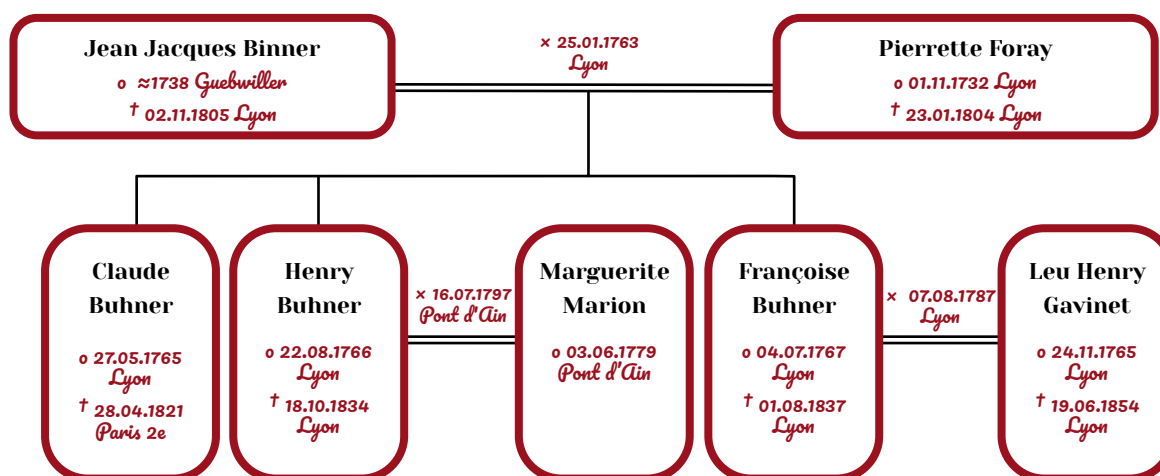 Jean Jacques Binner
o ≈1738 Guebwiller
† 02.11.1805 Lyon
× 25.01.1763
Lyon
Pierrette Foray
o 01.11.1732 Lyon
† 23.01.1804 Lyon
Claude
Buhner
o 27.05.1765
Lyon
† 28.04.1821
Paris 2e
Henry
Buhner
o 22.08.1766
Lyon
† 18.10.1834
Lyon
× 16.07.1797
Pont d'Ain
Marguerite
Marion
o 03.06.1779
Pont d'Ain
Françoise
Buhner
o 04.07.1767
Lyon
† 01.08.1837
Lyon
× 07.08.1787
Lyon
Leu Henry
Gavinet
o 24.11.1765
Lyon
† 19.06.1854
Lyon